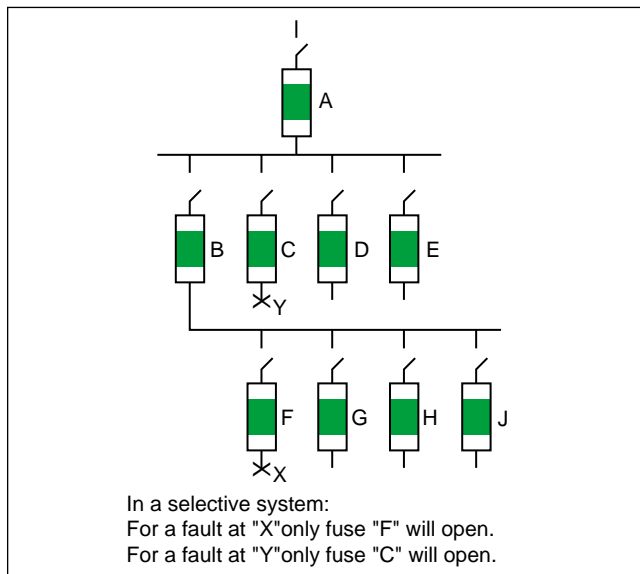 A
B C D E
Y
F G H J
X
In a selective system:
For a fault at "X"only fuse "F" will open.
For a fault at "Y"only fuse "C" will open.